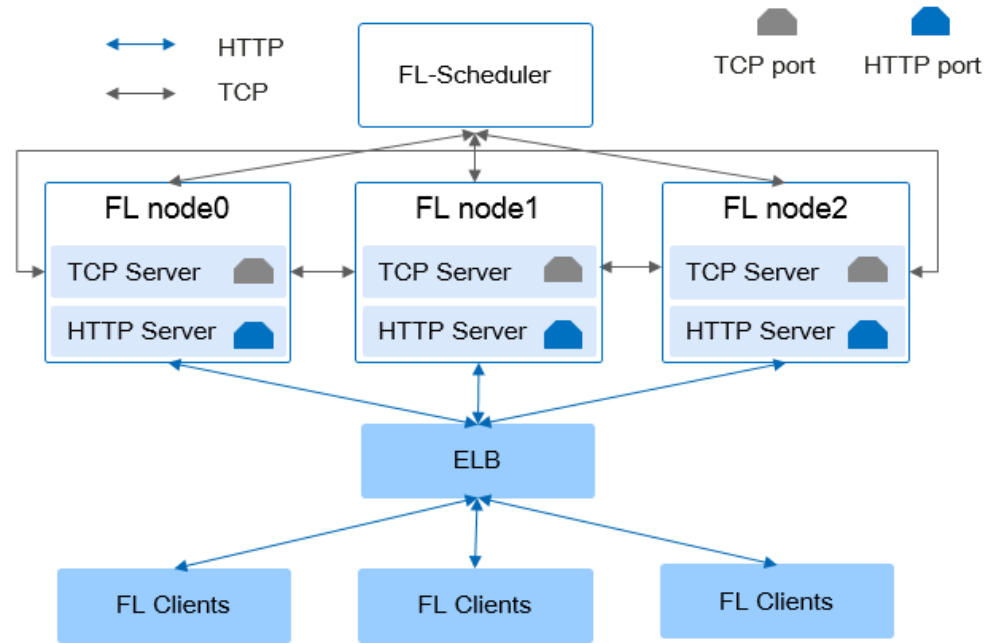 HTTP
TCP
FL-Scheduler
TCP port
HTTP port
FL node0
TCP Server
HTTP Server
FL node1
TCP Server
HTTP Server
FL node2
TCP Server
HTTP Server
ELB
FL Clients
FL Clients
FL Clients